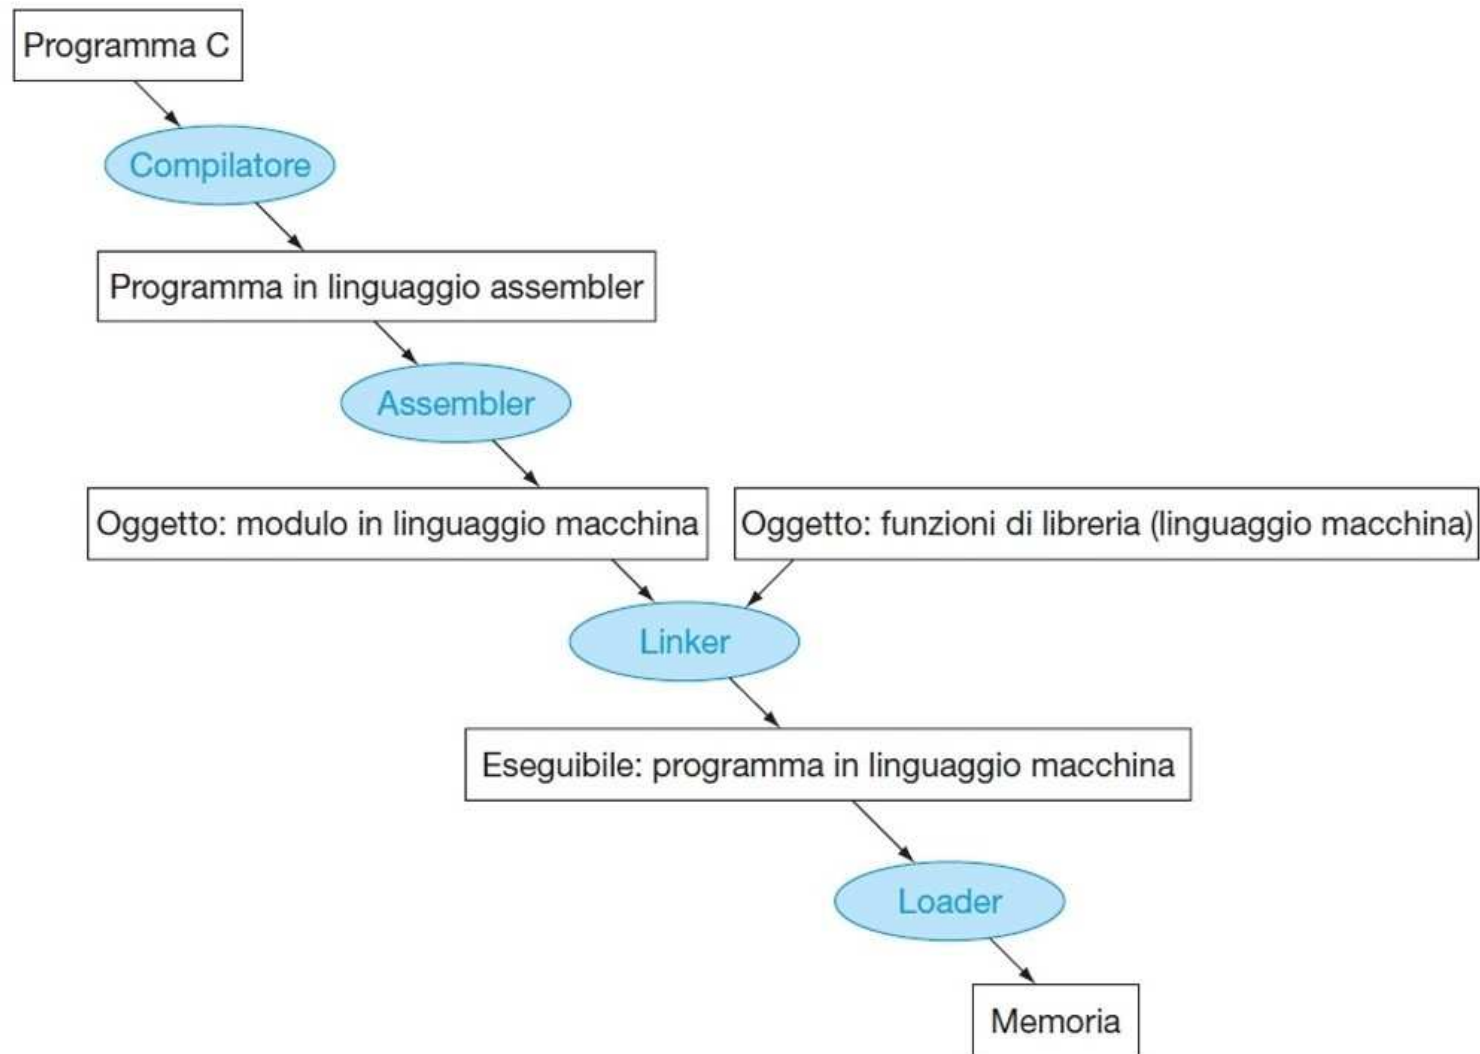 Programma C
Compilatore
Programma in linguaggio assembler
Assembler
Oggetto: modulo in linguaggio macchina
Oggetto: funzioni di libreria (linguaggio macchina)
Linker
Eseguibile: programma in linguaggio macchina
Loader
Memoria